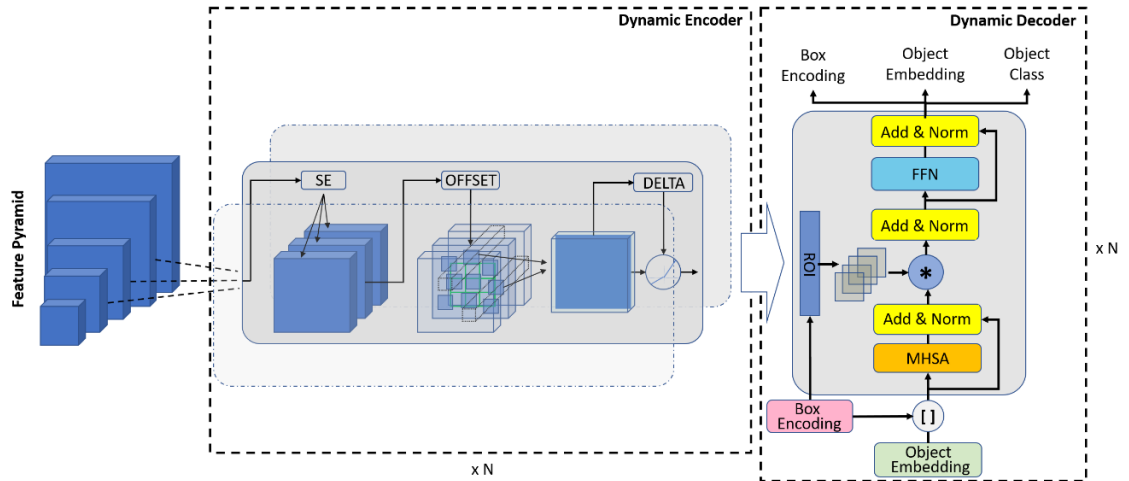 Dynamic Encoder
Dynamic Decoder
Box
Encoding
Object
Embedding
Object
Class
Feature Pyramid
SE
OFFSET
DELTA
Add & Norm
FFN
Add & Norm
ROI
*
Add & Norm
MHSA
Box
Encoding
[ ]
Object
Embedding
x N
x N